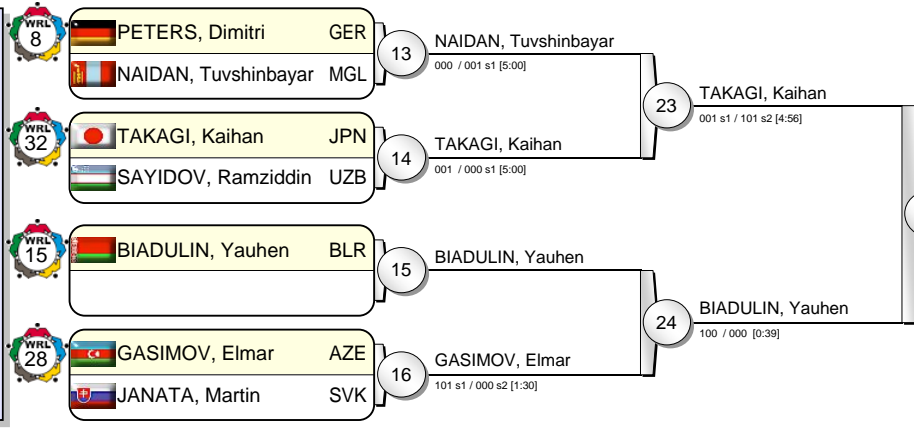 WRL
8
PETERS, Dimitri GER
NAIDAN, Tuvshinbayar MGL
13
NAIDAN, Tuvshinbayar
000 / 001 s1 [5:00]
WRL
32
TAKAGI, Kaihan JPN
SAYIDOV, Ramziddin UZB
14
TAKAGI, Kaihan
001 / 000 s1 [5:00]
23
TAKAGI, Kaihan
001 s1 / 101 s2 [4:56]
WRL
15
BIADULIN, Yauhen BLR
15
BIADULIN, Yauhen
WRL
28
GASIMOV, Elmar AZE
JANATA, Martin SVK
16
GASIMOV, Elmar
101 s1 / 000 s2 [1:30]
24
BIADULIN, Yauhen
100 / 000 [0:39]